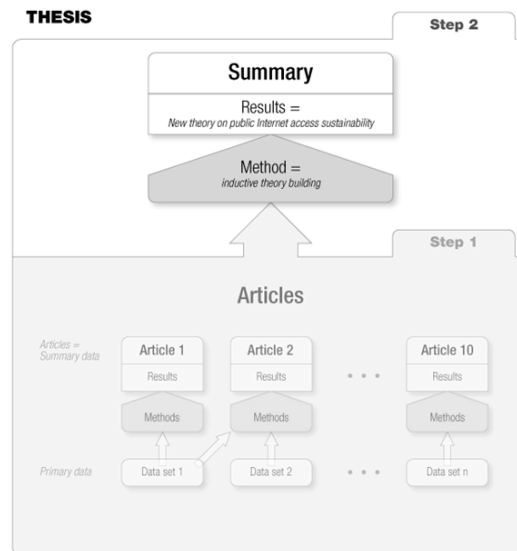 THESIS
Step 2
Summary
Results =
New theory on public Internet access sustainability
Method =
inductive theory building
Step 1
Articles
Articles =
Summary data
Article 1
Article 2
Article 10
Results
Results
• • •
Results
Methods
Methods
Methods
Primary data
Data set 1
Data set 2
• • •
Data set n